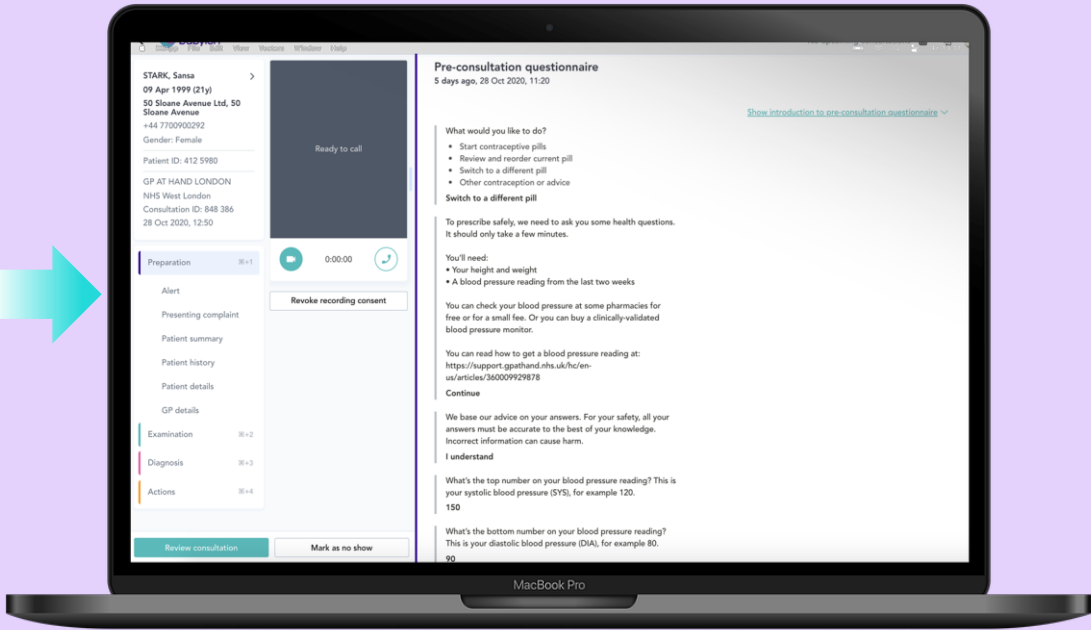 View
Window
Help
STARK, Sansa
09 Apr 1999 (21y)
50 Sloane Avenue Ltd, 50
Sloane Avenue
+44 7700900292
Gender: Female
Patient ID: 412 5980
GP AT HAND LONDON
NHS West London
Consultation ID: 848 386
28 Oct 2020, 12:50
Preparation ⌘+1
Alert
Presenting complaint
Patient summary
Patient history
Patient details
GP details
Examination ⌘+2
Diagnosis ⌘+3
Actions ⌘+4
Review consultation
Mark as no show
Ready to call
0:00:00
Revoke recording consent
Pre-consultation questionnaire
5 days ago, 28 Oct 2020, 11:20
Show introduction to pre-consultation questionnaire
What would you like to do?
• Start contraceptive pills
• Review and reorder current pill
• Switch to a different pill
• Other contraception or advice
Switch to a different pill
To prescribe safely, we need to ask you some health questions.
It should only take a few minutes.
You'll need:
• Your height and weight
• A blood pressure reading from the last two weeks
You can check your blood pressure at some pharmacies for
free or for a small fee. Or you can buy a clinically-validated
blood pressure monitor.
You can read how to get a blood pressure reading at:
https://support.gpathand.nhs.uk/hc/en-
us/articles/360009929878
Continue
We base our advice on your answers. For your safety, all your
answers must be accurate to the best of your knowledge.
Incorrect information can cause harm.
I understand
What's the top number on your blood pressure reading? This is
your systolic blood pressure (SYS), for example 120.
150
What's the bottom number on your blood pressure reading?
This is your diastolic blood pressure (DIA), for example 80.
90
MacBook Pro